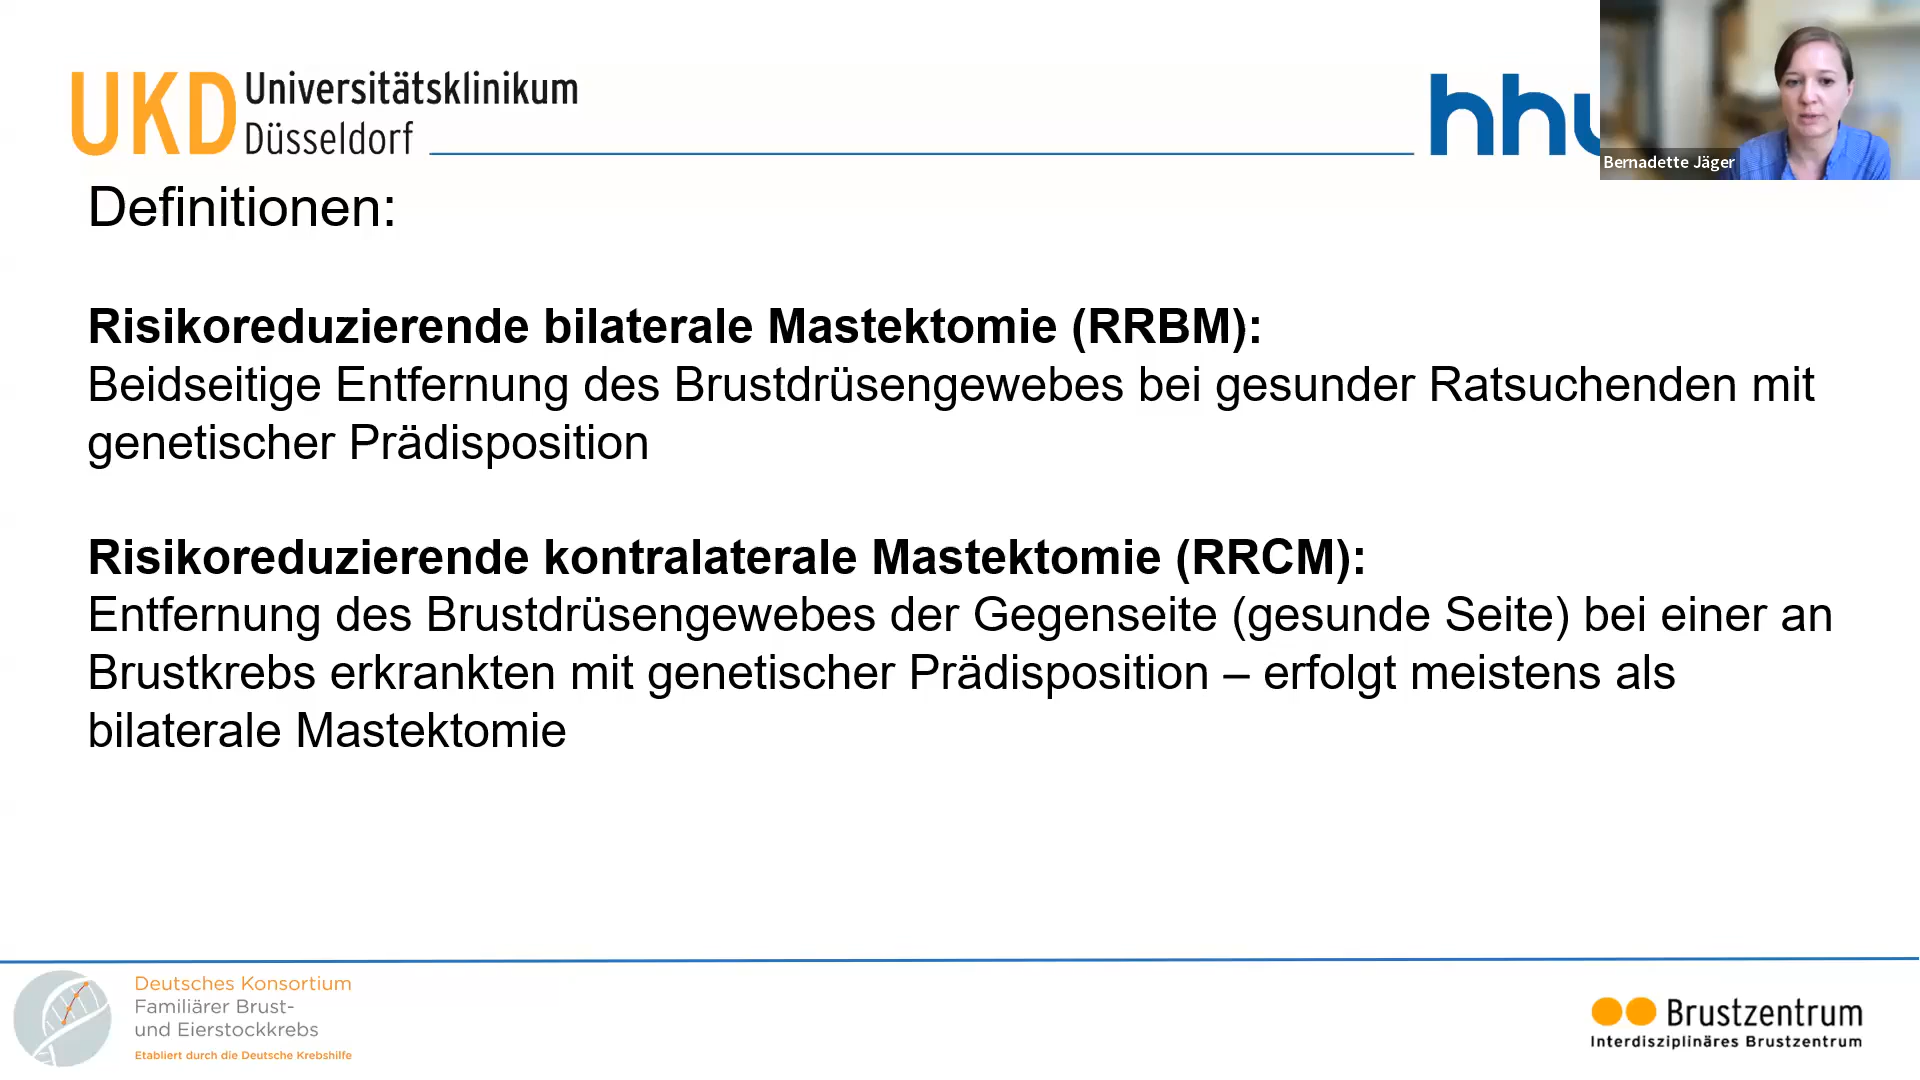 UKD Universitätsklinikum
Düsseldorf
hhu
Bernadette Jäger
Definitionen:
Risikoreduzierende bilaterale Mastektomie (RRBM):
Beidseitige Entfernung des Brustdrüsengewebes bei gesunder Ratsuchenden mit
genetischer Prädisposition
Risikoreduzierende kontralaterale Mastektomie (RRCM):
Entfernung des Brustdrüsengewebes der Gegenseite (gesunde Seite) bei einer an
Brustkrebs erkrankten mit genetischer Prädisposition – erfolgt meistens als
bilaterale Mastektomie
Deutsches Konsortium
Familiärer Brust-
und Eierstockkrebs
Etabliert durch die Deutsche Krebshilfe
Brustzentrum
Interdisziplinäres Brustzentrum